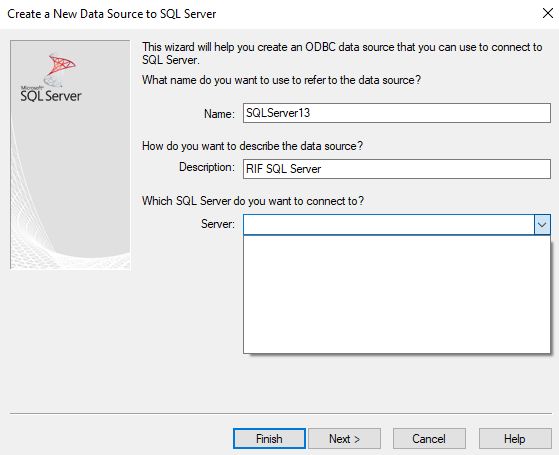 Create a New Data Source to SQL Server
This wizard will help you create an ODBC data source that you can use to connect to
SQL Server.
What name do you want to use to refer to the data source?
Microsoft
SQL Server
Name: SQLServer13
How do you want to describe the data source?
Description: RIF SQL Server
Which SQL Server do you want to connect to?
Server:
Finish Next > Cancel Help